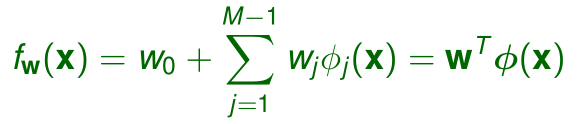 f_w(x) = w_0 + \sum_{j=1}^{M-1} w_j \phi_j(x) = w^T \phi(x)